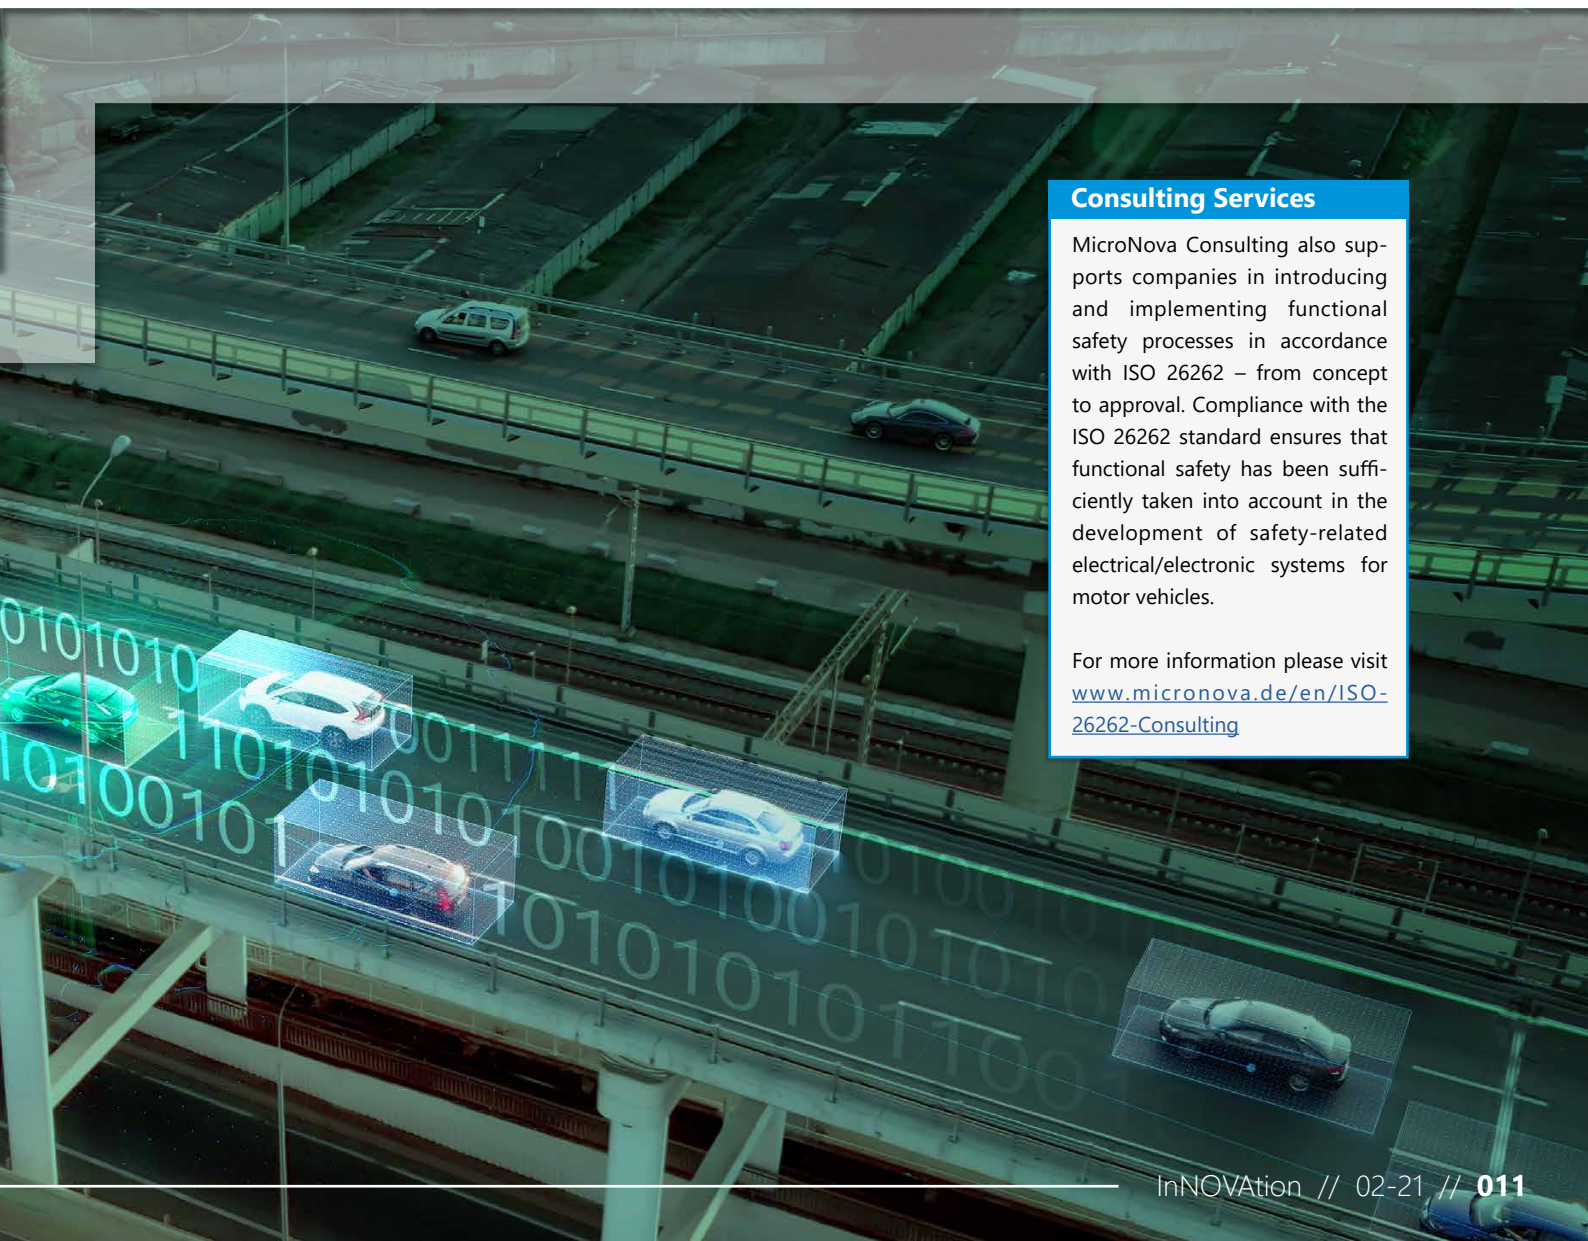 Consulting Services
MicroNova Consulting also sup-
ports companies in introducing
and implementing functional
safety processes in accordance
with ISO 26262 – from concept
to approval. Compliance with the
ISO 26262 standard ensures that
functional safety has been suffi-
ciently taken into account in the
development of safety-related
electrical/electronic systems for
motor vehicles.
For more information please visit
www.micronova.de/en/ISO-
26262-Consulting
InNOVAtion // 02-21 // 011